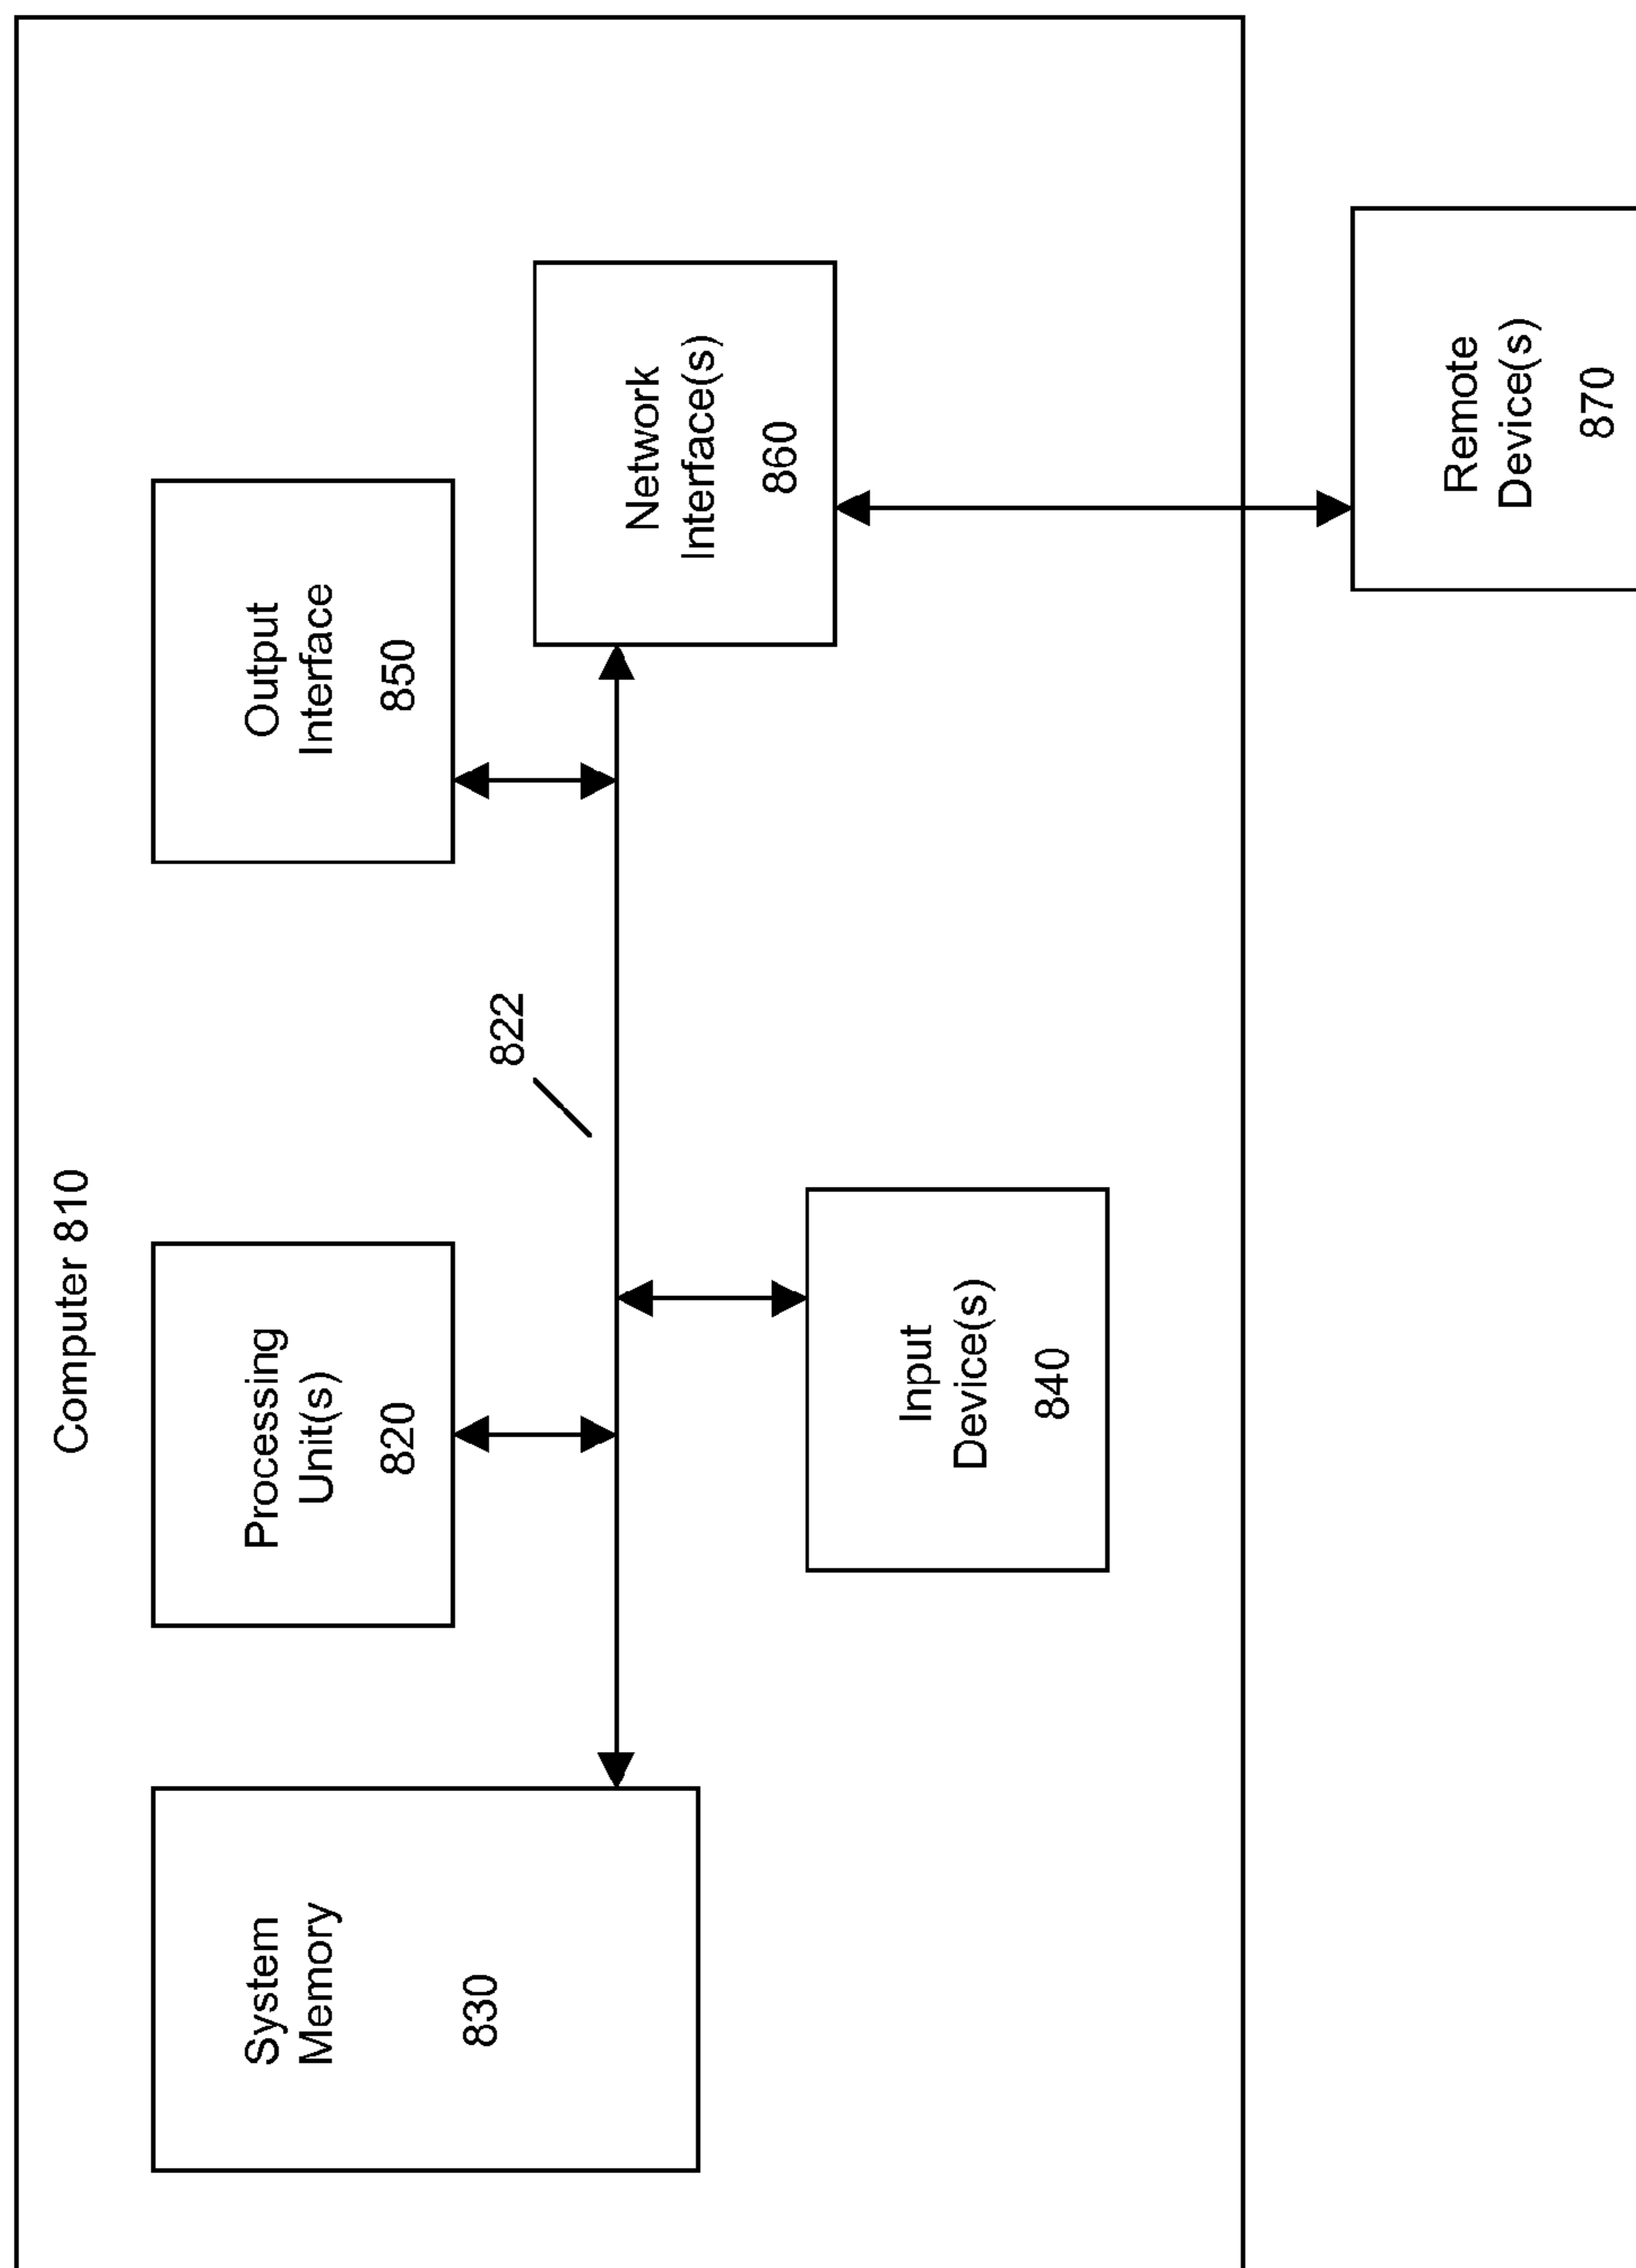 Computer 810
System
Memory
830
Processing
Unit(s)
820
Output
Interface
850
822
Network
Interface(s)
860
Input
Device(s)
840
Remote
Device(s)
870